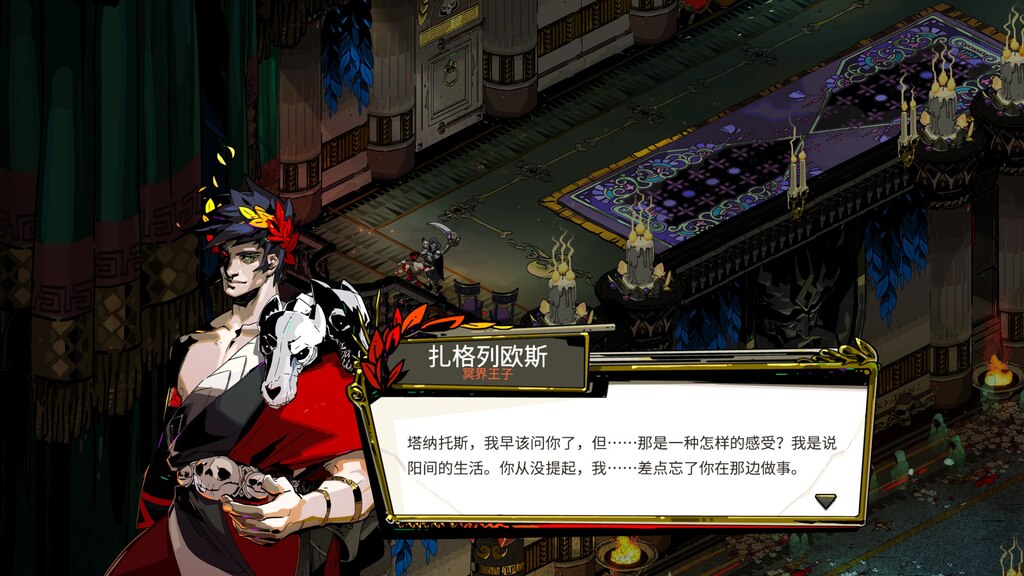 扎格列欧斯
冥界王子
塔纳托斯，我早该问你了，但……那是一种怎样的感受？我是说
阳间的生活。你从没提起，我……差点忘了你在那边做事。